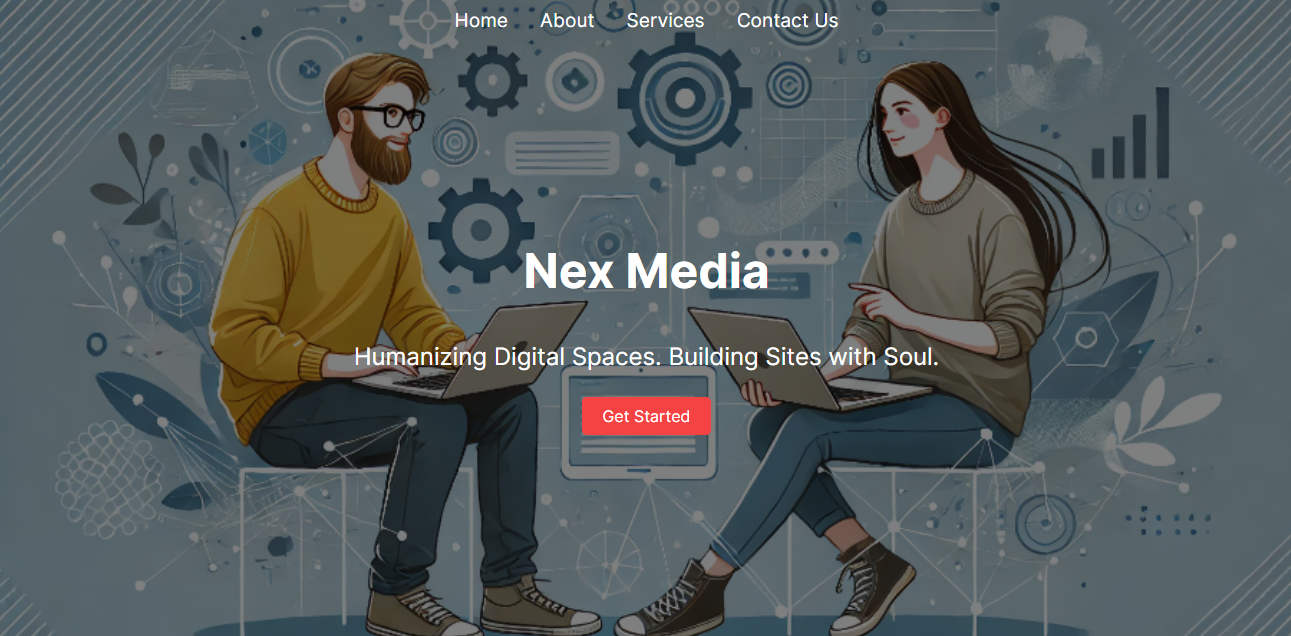 Home About Services Contact Us
Nex Media
Humanizing Digital Spaces. Building Sites with Soul.
Get Started